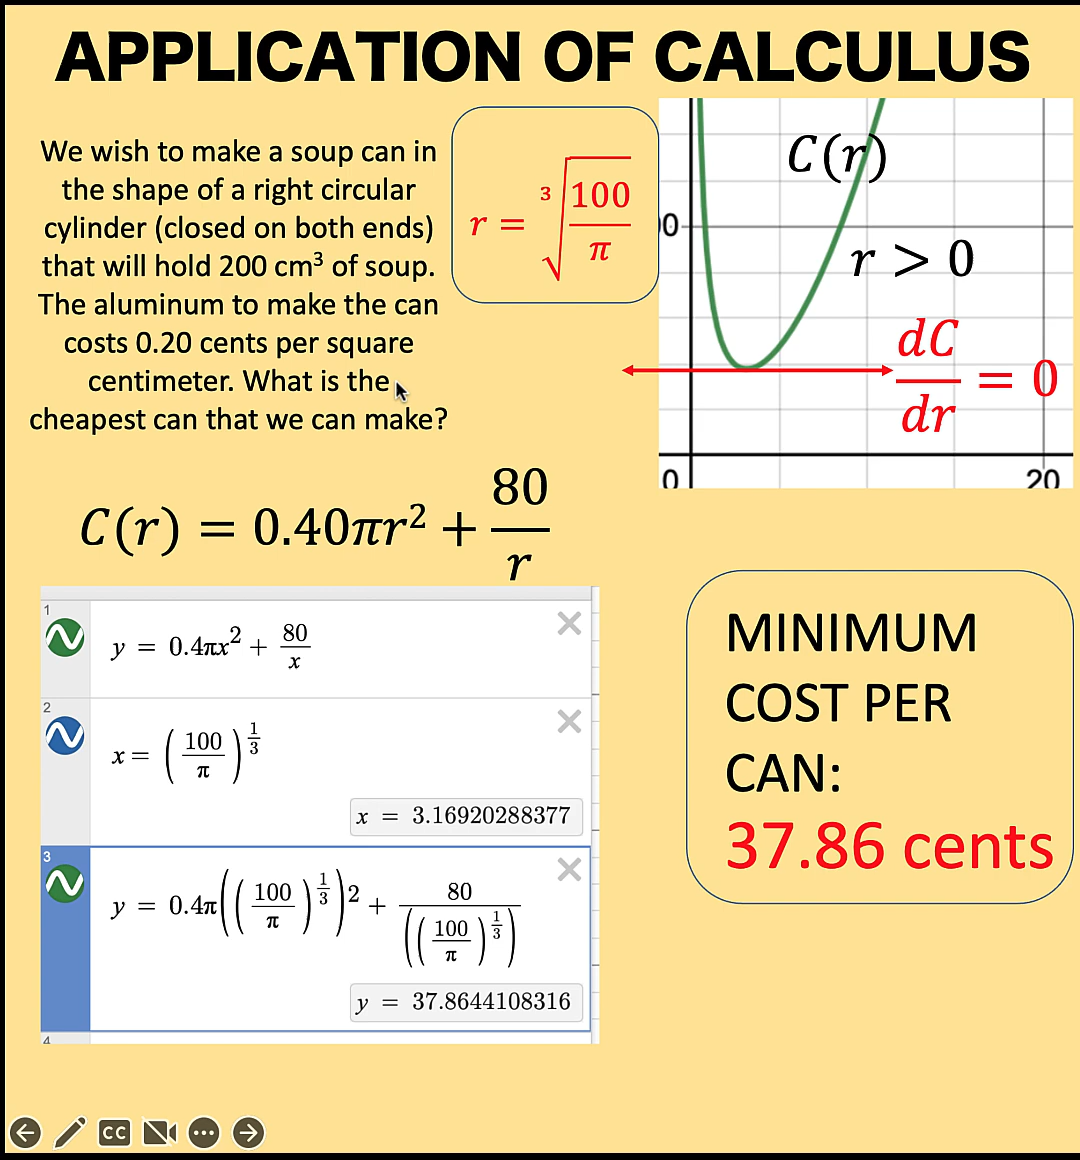 APPLICATION OF CALCULUS
We wish to make a soup can in
the shape of a right circular
cylinder (closed on both ends)
that will hold 200 cm³ of soup.
The aluminum to make the can
costs 0.20 cents per square
centimeter. What is the
cheapest can that we can make?
r = ∛(100/π)
C(r)
r > 0
dC/dr = 0
0
0
20
C(r) = 0.40πr² + 80/r
1
y = 0.4πx² + 80/x
2
x = (100/π)^(1/3)
x = 3.16920288377
3
y = 0.4π((100/π)^(1/3))² + 80/((100/π)^(1/3))
y = 37.8644108316
4
MINIMUM
COST PER
CAN:
37.86 cents
CC